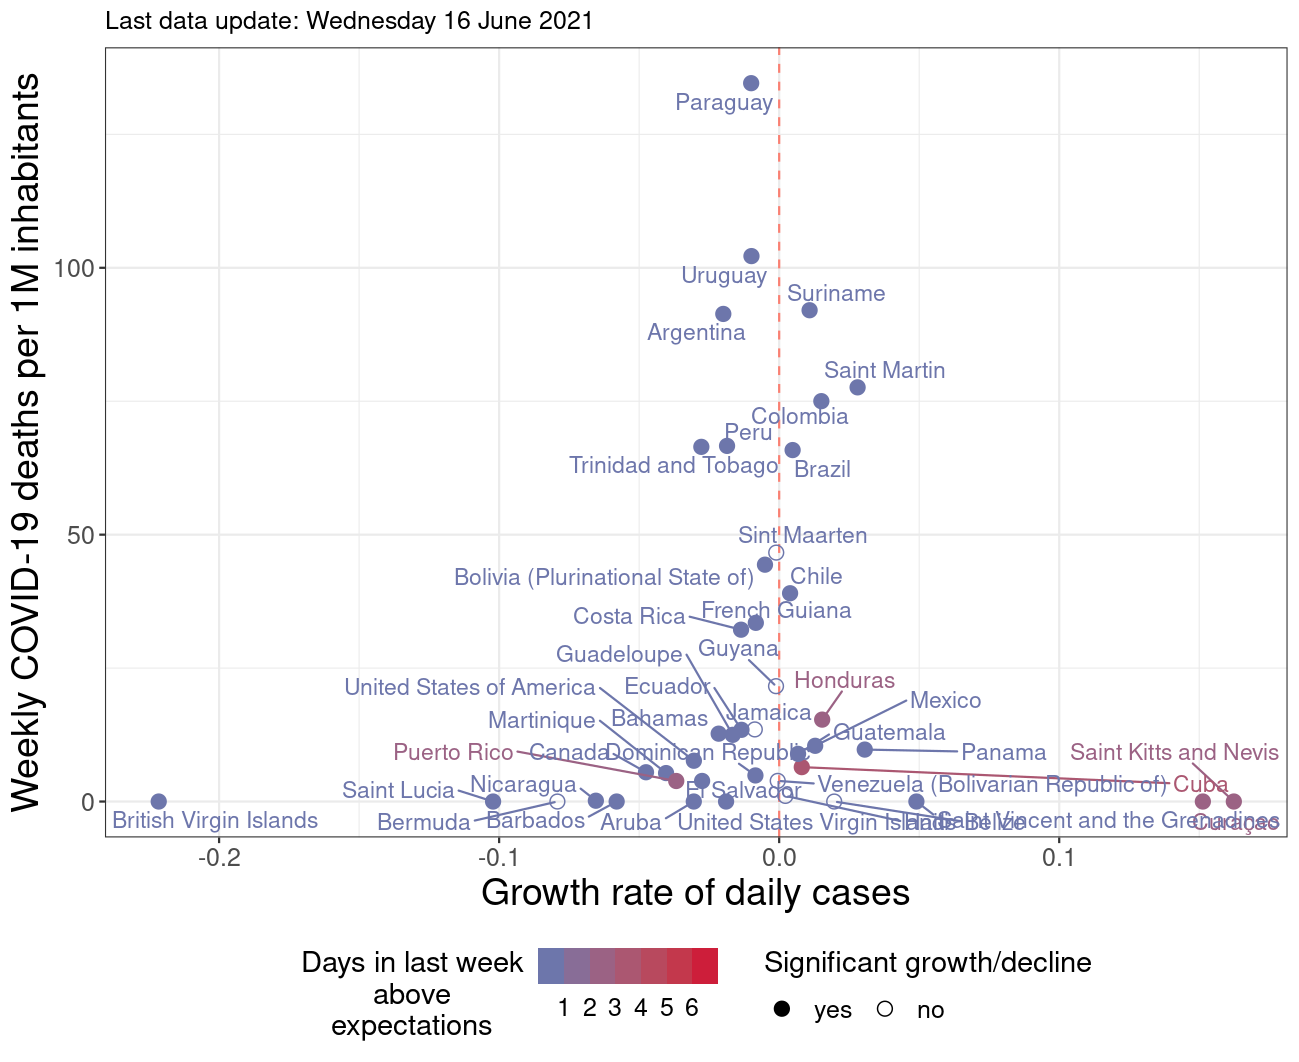 Last data update: Wednesday 16 June 2021
Weekly COVID-19 deaths per 1M inhabitants
Paraguay
100
Uruguay
Suriname
Argentina
Saint Martin
Colombia
Peru
Trinidad and Tobago
Brazil
50
Sint Maarten
Bolivia (Plurinational State of)
Chile
French Guiana
Costa Rica
Guyana
Guadeloupe
Honduras
United States of America
Ecuador
Mexico
Jamaica
Martinique
Bahamas
Guatemala
Puerto Rico
Canada
Dominican Republic
Panama
Saint Kitts and Nevis
Nicaragua
Venezuela (Bolivarian Republic of)
Cuba
Saint Lucia
El Salvador
0
British Virgin Islands
Bermuda
Barbados
Aruba
United States Virgin Islands
Haiti
Belize
Saint Vincent and the Grenadines
Curaçao
-0.2
-0.1
0.0
0.1
Growth rate of daily cases
Days in last week
above
expectations
1 2 3 4 5 6
Significant growth/decline
yes
no